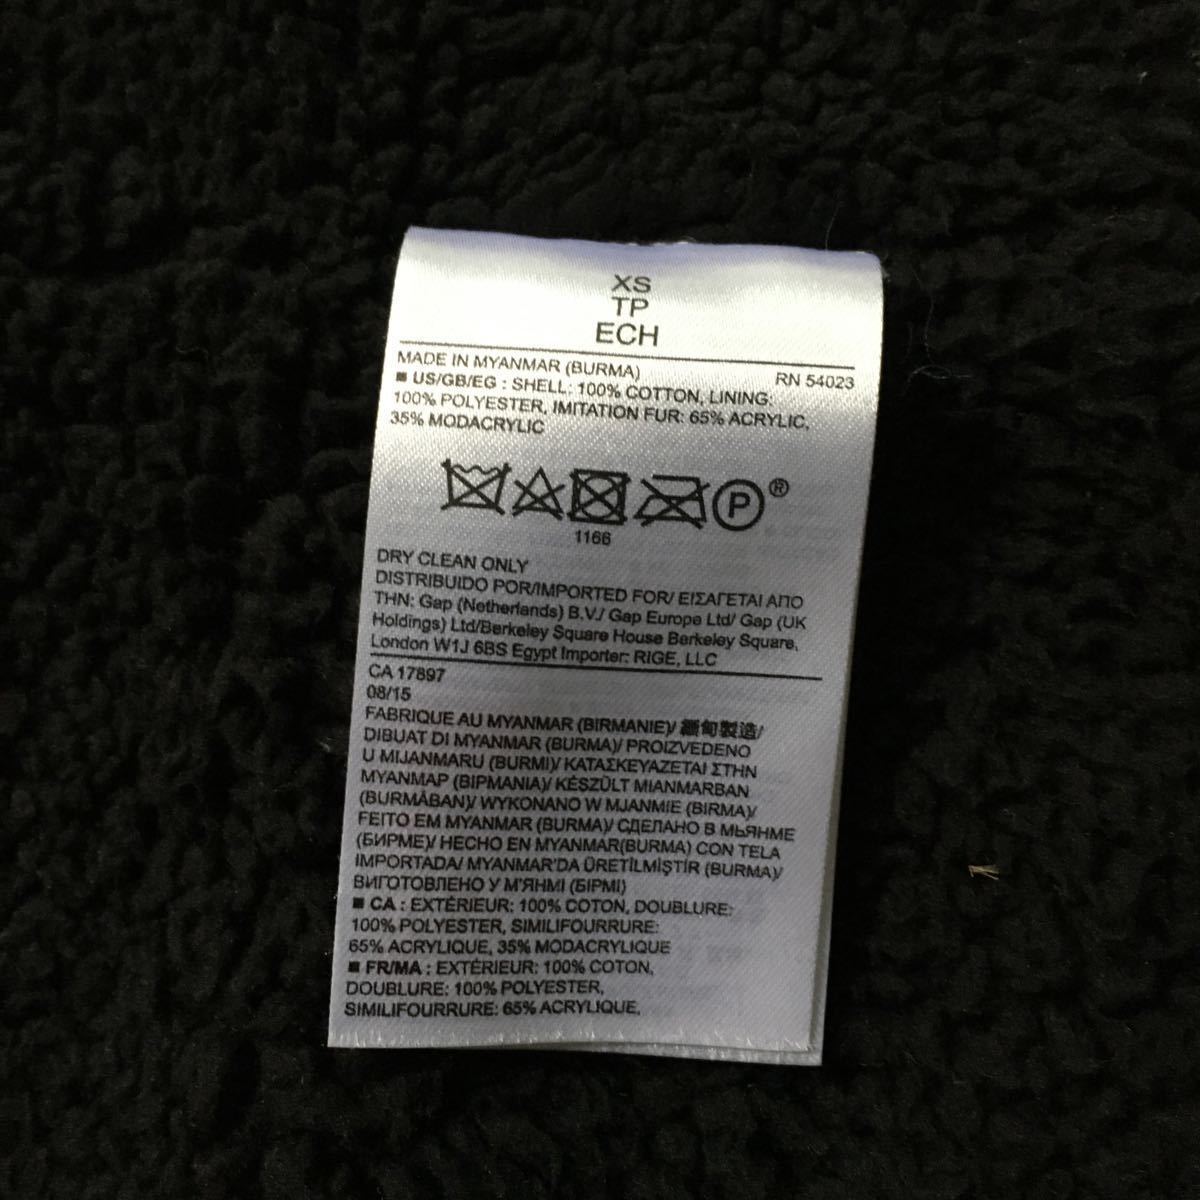 XS
TP
ECH
MADE IN MYANMAR (BURMA) RN 54023
■ US/GB/EG : SHELL: 100% COTTON, LINING:
100% POLYESTER, IMITATION FUR: 65% ACRYLIC,
35% MODACRYLIC
P ®
1166
DRY CLEAN ONLY
DISTRIBUIDO POR/IMPORTED FOR/ ΕΙΣΑΓΕΤΑΙ ΑΠΟ
ΤΗΝ: Gap (Netherlands) B.V./ Gap Europe Ltd/ Gap (UK
Holdings) Ltd/Berkeley Square House Berkeley Square,
London W1J 6BS Egypt Importer: RIGE, LLC
CA 17897
08/15
FABRIQUE AU MYANMAR (BIRMANIE)/ 緬甸製造/
DIBUAT DI MYANMAR (BURMA)/ PROIZVEDENO
U MIJANMARU (BURMI)/ ΚΑΤΑΣΚΕΥΑΖΕΤΑΙ ΣΤΗΝ
ΜΥΑΝΜΑΡ (ΒΙΡΜΑΝΙΑ)/ KÉSZÜLT MIANMARBAN
(BURMÁBAN)/ WYKONANO W MJANMIE (BIRMA)/
FEITO EM MYANMAR (BURMA)/ СДЕЛАНО В МЬЯНМЕ
(БИРМЕ)/ HECHO EN MYANMAR(BURMA) CON TELA
IMPORTADA/ MYANMAR'DA ÜRETİLMİŞTİR (BURMA)/
ВИГОТОВЛЕНО У М'ЯНМІ (БІРМІ)
■ CA : EXTÉRIEUR: 100% COTON, DOUBLURE:
100% POLYESTER, SIMILIFOURRURE:
65% ACRYLIQUE, 35% MODACRYLIQUE
■ FR/MA : EXTÉRIEUR: 100% COTON,
DOUBLURE: 100% POLYESTER,
SIMILIFOURRURE: 65% ACRYLIQUE,